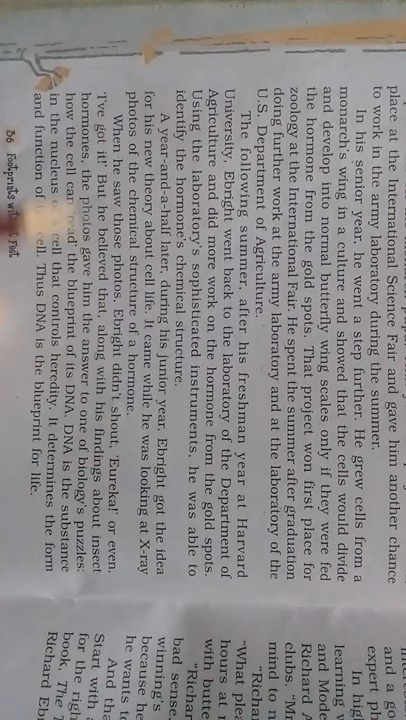 place at the International Science Fair and gave him another chance
to work in the army laboratory during the summer.
In his senior year, he went a step further. He grew cells from a
monarch's wing in a culture and showed that the cells would divide
and develop into normal butterfly wing scales only if they were fed
the hormone from the gold spots. That project won first place for
zoology at the International Fair. He spent the summer after graduation
doing further work at the army laboratory and at the laboratory of the
U.S. Department of Agriculture.
The following summer, after his freshman year at Harvard
University, Ebright went back to the laboratory of the Department of
Agriculture and did more work on the hormone from the gold spots.
Using the laboratory's sophisticated instruments, he was able to
identify the hormone's chemical structure.
A year-and-a-half later, during his junior year, Ebright got the idea
for his new theory about cell life. It came while he was looking at X-ray
photos of the chemical structure of a hormone.
When he saw those photos, Ebright didn't shout, 'Eureka!' or even,
'I've got it!' But he believed that, along with his findings about insect
hormones, the photos gave him the answer to one of biology's puzzles:
how the cell can 'read' the blueprint of its DNA. DNA is the substance
in the nucleus cell that controls heredity. It determines the form
and function of cell. Thus DNA is the blueprint for life.
36 Footprints without Feet
and a go
expert
In hig
learning
and Mod
Richard
clubs. 'M
mind to
"Richa
"What
hours at
with butte
"Richar
bad sense,
winning's
because he
he wants t
And tha
Start with
for the righ
book, The
Richard Ebr